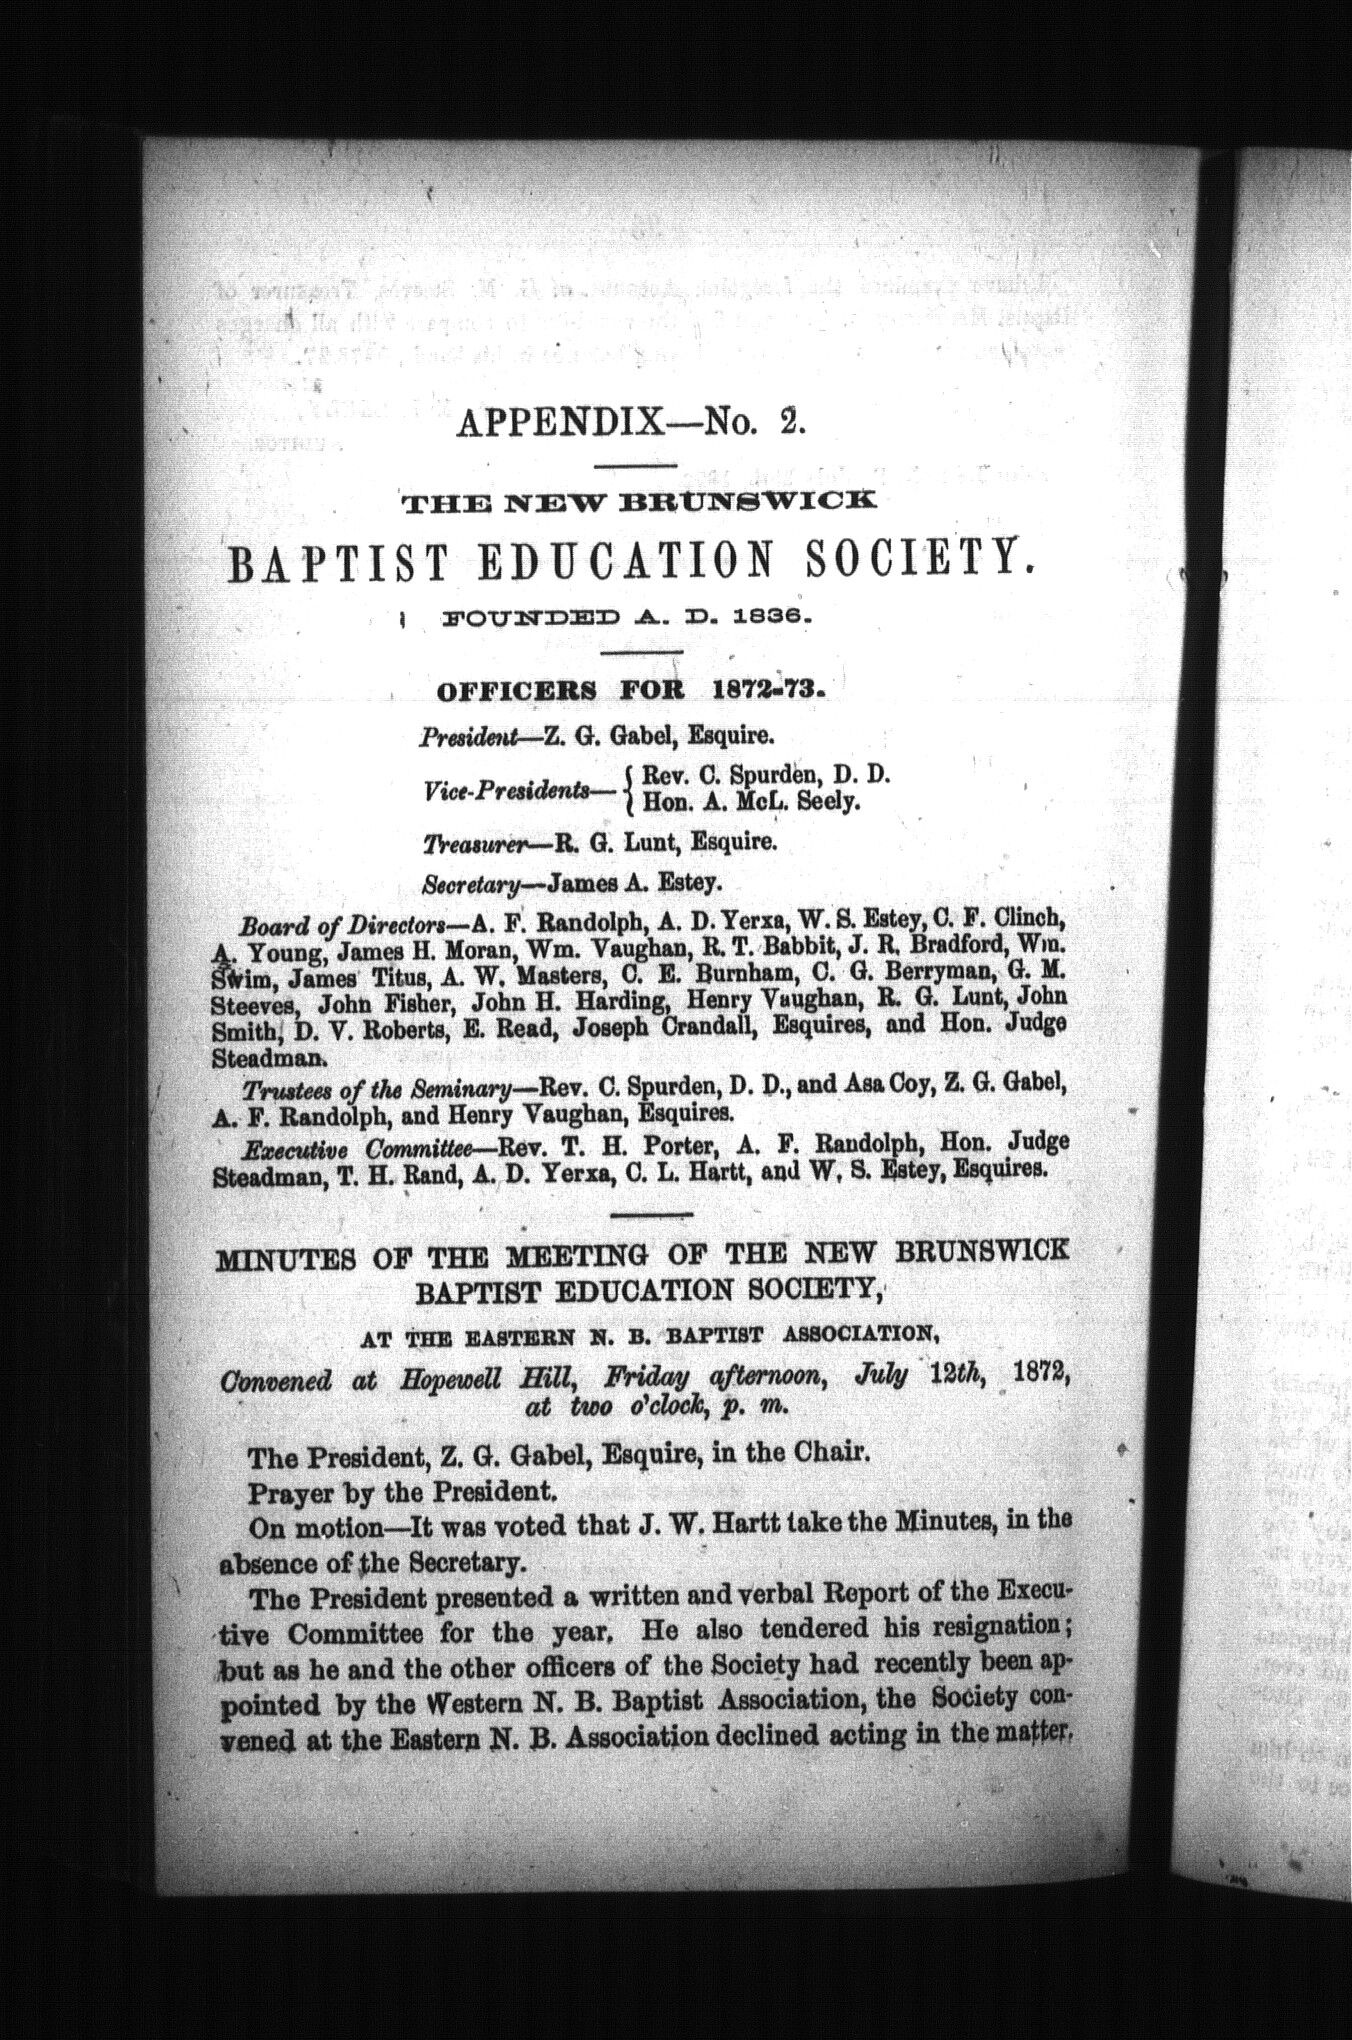 APPENDIX—No. 2.
THE NEW BRUNSWICK
BAPTIST EDUCATION SOCIETY.
FOUNDED A. D. 1836.
OFFICERS FOR 1872-73.
President—Z. G. Gabel, Esquire.
Vice-Presidents— { Rev. C. Spurden, D. D.
Hon. A. McL. Seely.
Treasurer—R. G. Lunt, Esquire.
Secretary—James A. Estey.
Board of Directors—A. F. Randolph, A. D. Yerxa, W. S. Estey, C. F. Clinch,
A. Young, James H. Moran, Wm. Vaughan, R. T. Babbit, J. R. Bradford, Wm.
Swim, James Titus, A. W. Masters, C. E. Burnham, C. G. Berryman, G. M.
Steeves, John Fisher, John H. Harding, Henry Vaughan, R. G. Lunt, John
Smith, D. V. Roberts, E. Read, Joseph Crandall, Esquires, and Hon. Judge
Steadman.
Trustees of the Seminary—Rev. C. Spurden, D. D., and Asa Coy, Z. G. Gabel,
A. F. Randolph, and Henry Vaughan, Esquires.
Executive Committee—Rev. T. H. Porter, A. F. Randolph, Hon. Judge
Steadman, T. H. Rand, A. D. Yerxa, C. L. Hartt, and W. S. Estey, Esquires.
MINUTES OF THE MEETING OF THE NEW BRUNSWICK
BAPTIST EDUCATION SOCIETY,
AT THE EASTERN N. B. BAPTIST ASSOCIATION,
Convened at Hopewell Hill, Friday afternoon, July 12th, 1872,
at two o'clock, p. m.
The President, Z. G. Gabel, Esquire, in the Chair.
Prayer by the President.
On motion—It was voted that J. W. Hartt take the Minutes, in the
absence of the Secretary.
The President presented a written and verbal Report of the Execu-
tive Committee for the year. He also tendered his resignation;
but as he and the other officers of the Society had recently been ap-
pointed by the Western N. B. Baptist Association, the Society con-
vened at the Eastern N. B. Association declined acting in the matter.